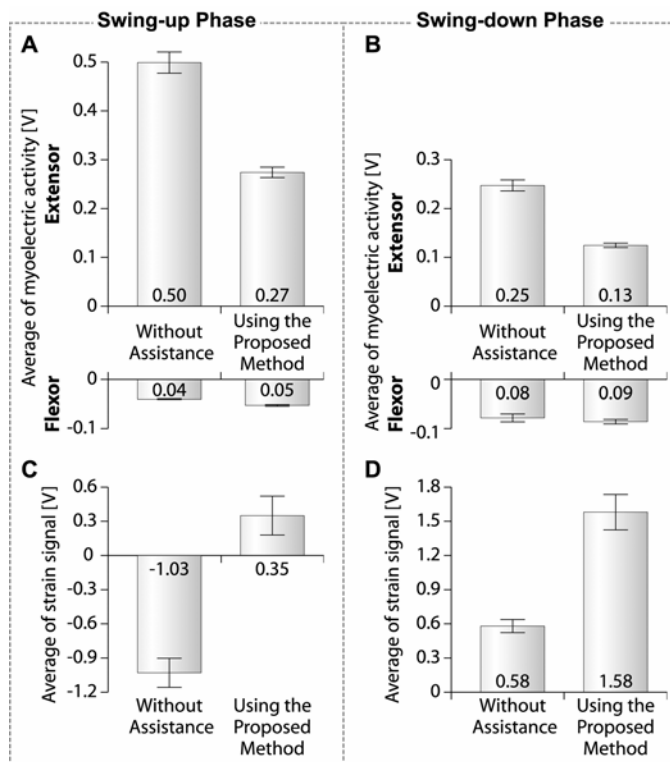 Swing-up Phase
Swing-down Phase
A
Average of myoelectric activity [V]
Extensor
Flexor
0.5
0.4
0.3
0.2
0.1
0
0.50
0.27
Without
Assistance
Using the
Proposed
Method
0
-0.1
0.04
0.05
B
Average of myoelectric activity [V]
Extensor
Flexor
0.3
0.2
0.1
0
0.25
0.13
Without
Assistance
Using the
Proposed
Method
0
-0.1
0.08
0.09
C
Average of strain signal [V]
0.6
0.3
0
-0.3
-0.6
-0.9
-1.2
-1.03
0.35
Without
Assistance
Using the
Proposed
Method
D
Average of strain signal [V]
1.8
1.5
1.2
0.9
0.6
0.3
0
0.58
1.58
Without
Assistance
Using the
Proposed
Method